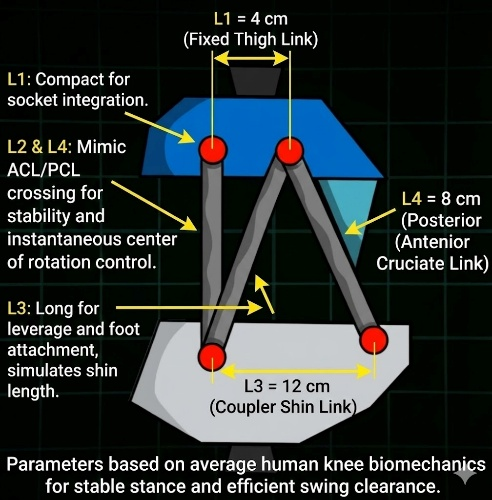 L1 = 4 cm
(Fixed Thigh Link)
L1: Compact for
socket integration.
L2 & L4: Mimic
ACL/PCL
crossing for
stability and
instantaneous center
of rotation control.
L4 = 8 cm
(Posterior
(Antenior
Cruciate Link)
L3: Long for
leverage and foot
attachment,
simulates shin
length.
L3 = 12 cm
(Coupler Shin Link)
Parameters based on average human knee biomechanics
for stable stance and efficient swing clearance.